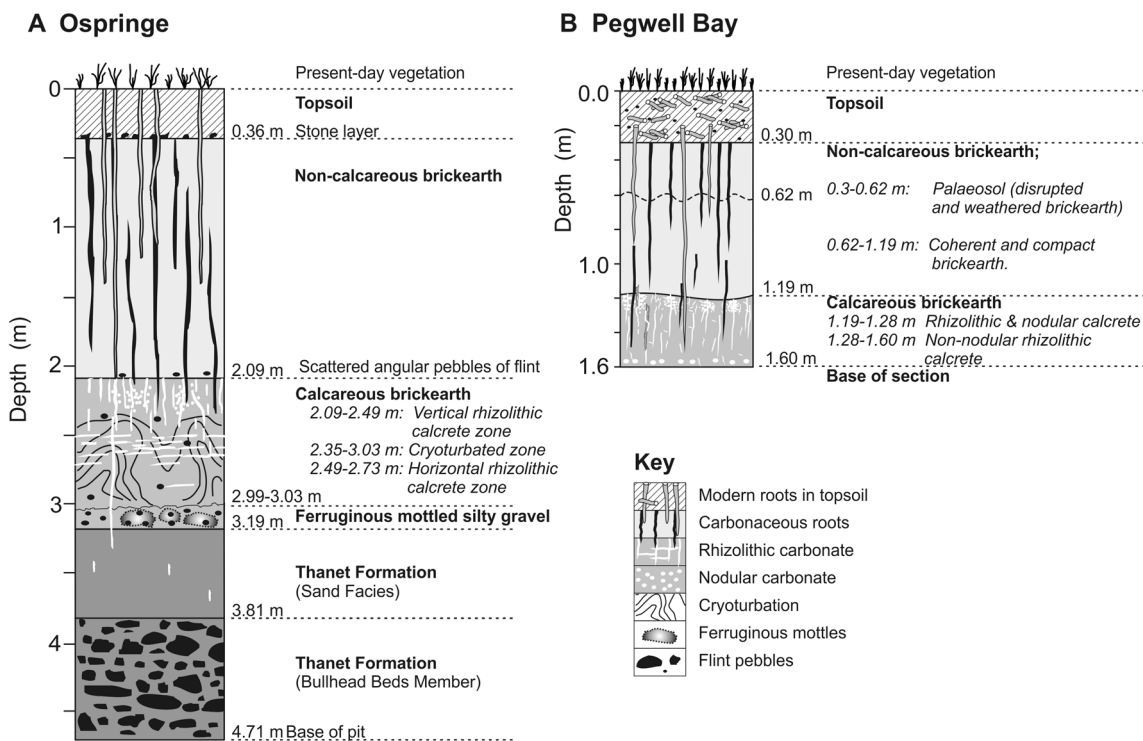 A Ospringe
Present-day vegetation
0
Topsoil
0.36 m Stone layer
Non-calcareous brickearth
1
Depth (m)
2
2.09 m
Scattered angular pebbles of flint
Calcareous brickearth
2.09-2.49 m: Vertical rhizolithic
calcrete zone
2.35-3.03 m: Cryoturbated zone
2.49-2.73 m: Horizontal rhizolithic
calcrete zone
2.99-3.03 m
3
3.19 m
Ferruginous mottled silty gravel
Thanet Formation
(Sand Facies)
3.81 m
4
Thanet Formation
(Bullhead Beds Member)
4.71 m Base of pit
B Pegwell Bay
Present-day vegetation
0.0
Topsoil
0.30 m
Non-calcareous brickearth;
Depth (m)
0.62 m
0.3-0.62 m: Palaeosol (disrupted
and weathered brickearth)
0.62-1.19 m: Coherent and compact
brickearth.
1.0
1.19 m
Calcareous brickearth
1.19-1.28 m Rhizolithic & nodular calcrete
1.28-1.60 m Non-nodular rhizolithic
calcrete
1.60 m
1.6
Base of section
Key
Modern roots in topsoil
Carbonaceous roots
Rhizolithic carbonate
Nodular carbonate
Cryoturbation
Ferruginous mottles
Flint pebbles